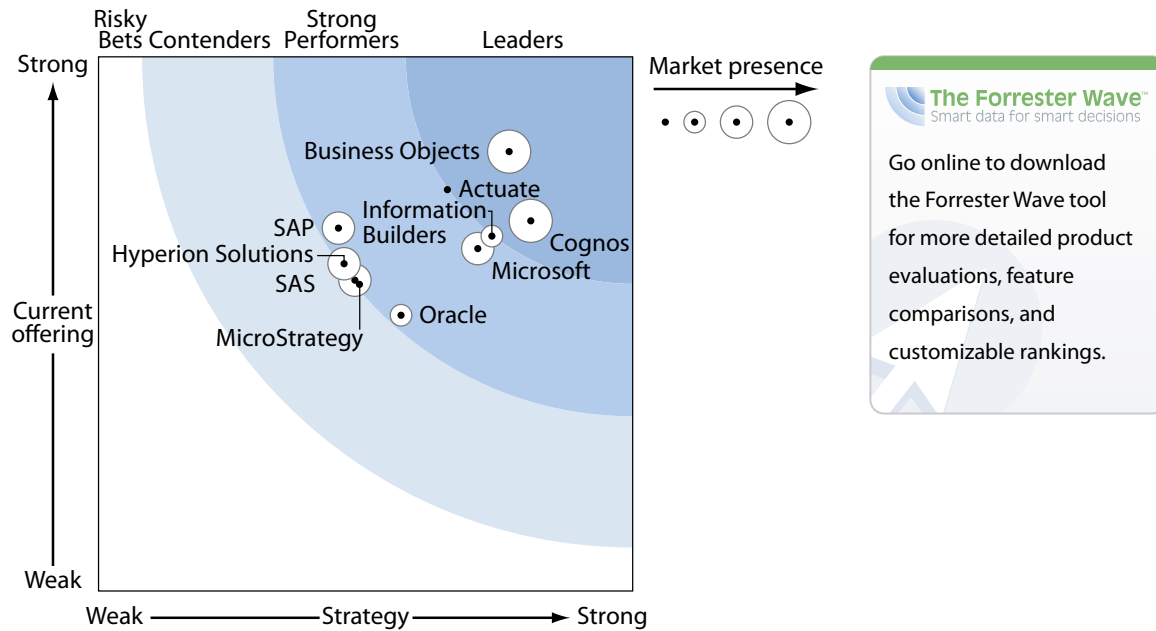 Risky
Bets
Contenders
Strong
Performers
Leaders
Strong
Current
offering
Weak
Business Objects
Actuate
Information
Builders
Cognos
Microsoft
SAP
Hyperion Solutions
SAS
MicroStrategy
Oracle
Weak
Strategy
Strong
Market presence
The Forrester Wave™
Smart data for smart decisions
Go online to download
the Forrester Wave tool
for more detailed product
evaluations, feature
comparisons, and
customizable rankings.